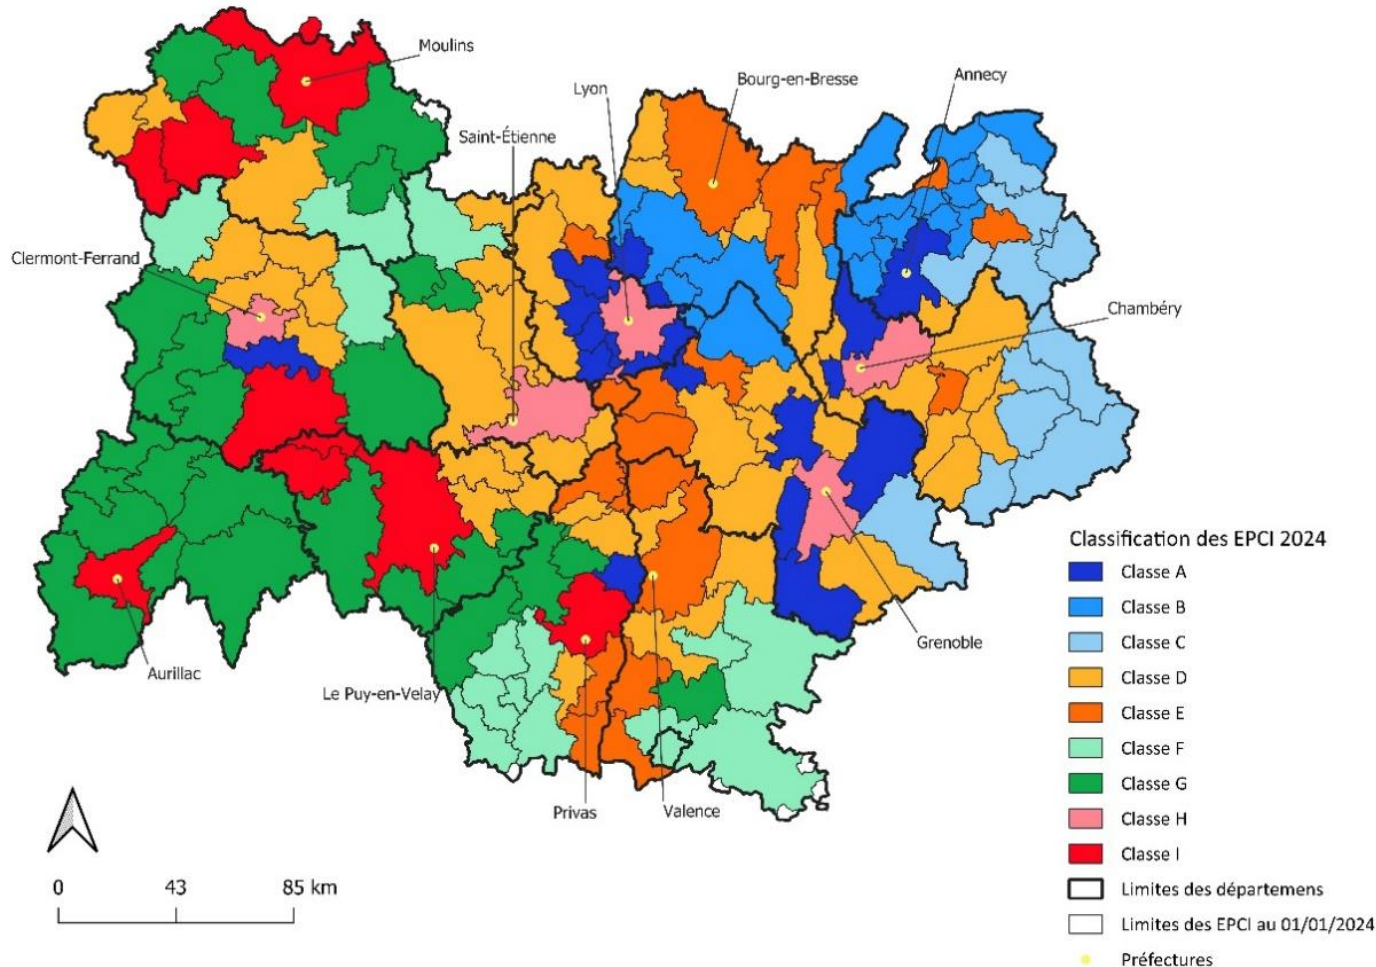 Moulins
Bourg-en-Bresse
Annecy
Lyon
Saint-Étienne
Clermont-Ferrand
Chambéry
Classification des EPCI 2024
Classe A
Classe B
Classe C
Grenoble
Aurillac
Classe D
Le Puy-en-Velay
Classe E
Classe F
Classe G
Privas
Valence
Classe H
Classe I
0 43 85 km
Limites des départemens
Limites des EPCI au 01/01/2024
Préfectures